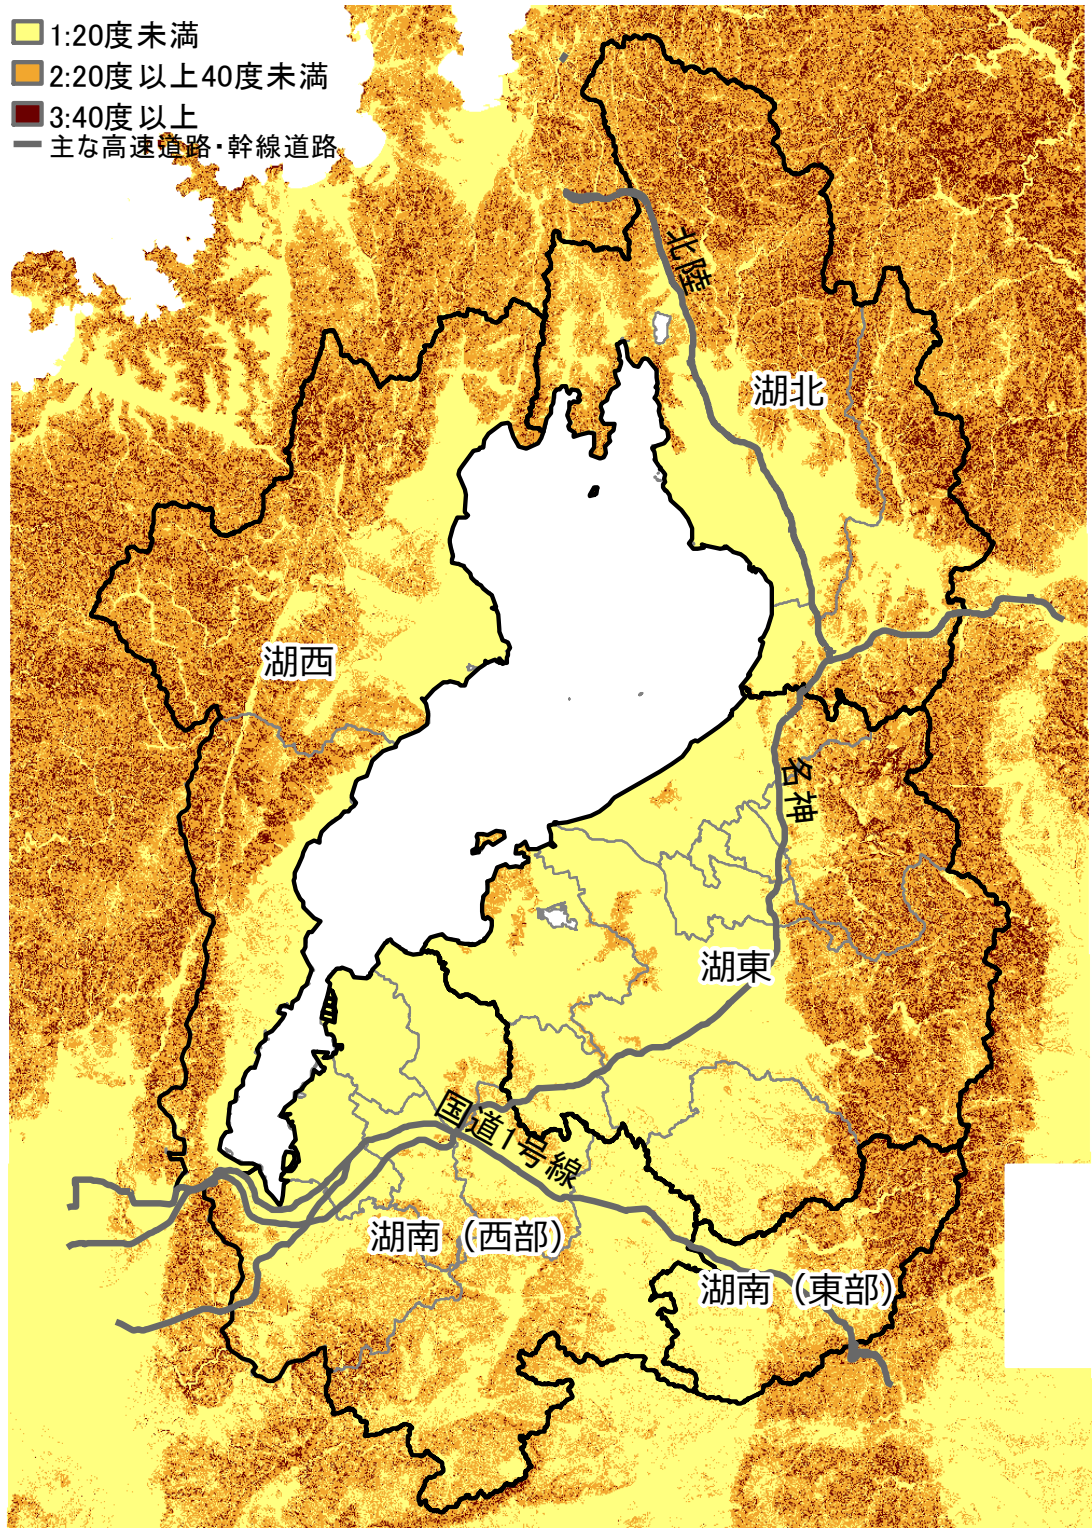 1:20度未満
2:20度以上40度未満
3:40度以上
主な高速道路・幹線道路
北陸
湖北
湖西
名神
湖東
国道1号線
湖南（西部）
湖南（東部）